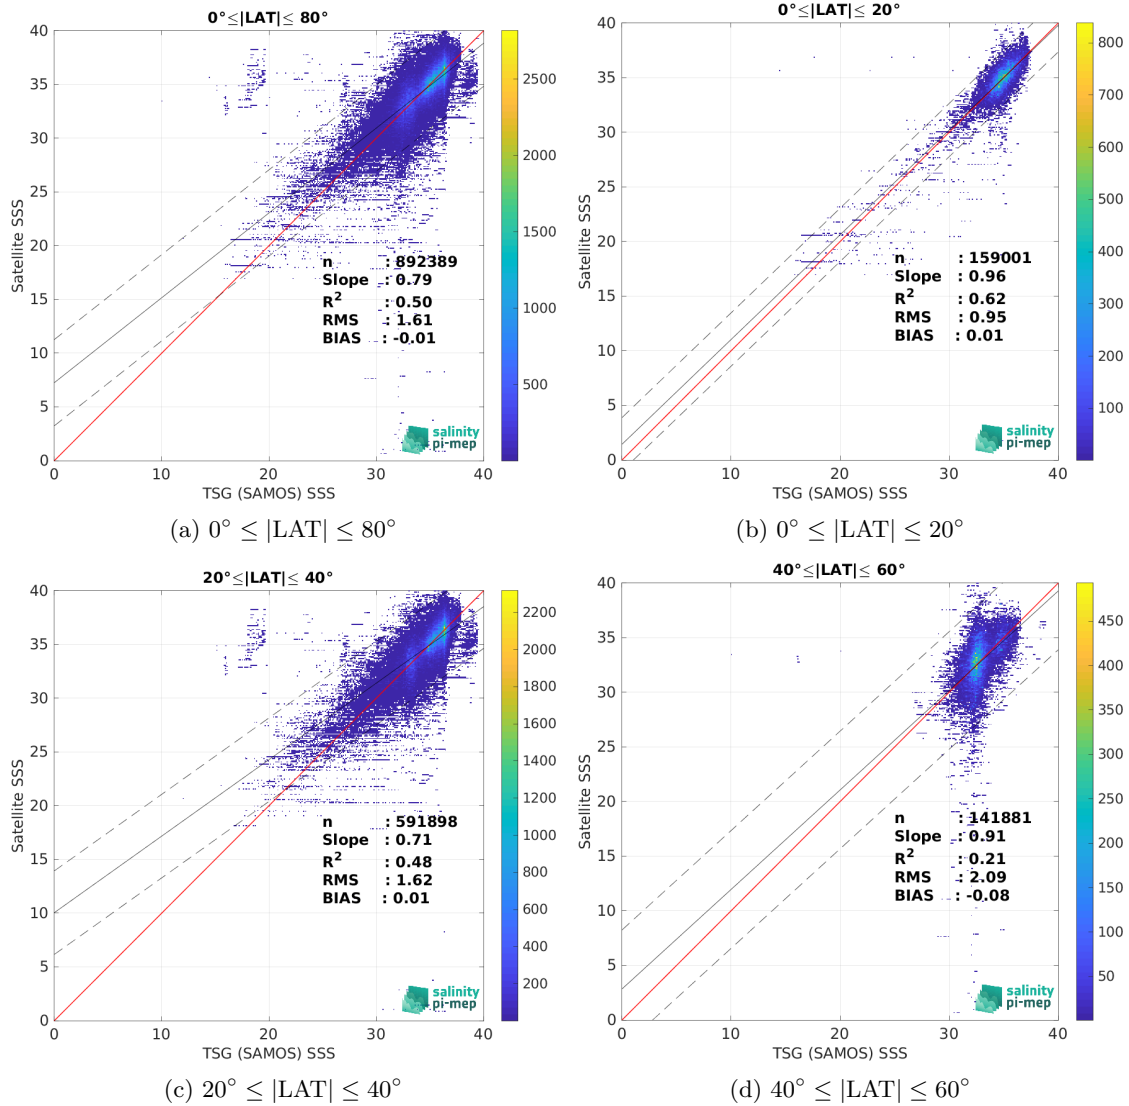 0°≤|LAT|≤ 80°
Satellite SSS
40
35
30
25
20
15
10
5
0
0 10 20 30 40
TSG (SAMOS) SSS
n : 892389
Slope : 0.79
R² : 0.50
RMS : 1.61
BIAS : -0.01
salinity
pi-mep
2500
2000
1500
1000
500
(a) 0° ≤ |LAT| ≤ 80°
0°≤|LAT|≤ 20°
Satellite SSS
40
35
30
25
20
15
10
5
0
0 10 20 30 40
TSG (SAMOS) SSS
n : 159001
Slope : 0.96
R² : 0.62
RMS : 0.95
BIAS : 0.01
salinity
pi-mep
800
700
600
500
400
300
200
100
(b) 0° ≤ |LAT| ≤ 20°
20°≤|LAT|≤ 40°
Satellite SSS
40
35
30
25
20
15
10
5
0
0 10 20 30 40
TSG (SAMOS) SSS
n : 591898
Slope : 0.71
R² : 0.48
RMS : 1.62
BIAS : 0.01
salinity
pi-mep
2200
2000
1800
1600
1400
1200
1000
800
600
400
200
(c) 20° ≤ |LAT| ≤ 40°
40°≤|LAT|≤ 60°
Satellite SSS
40
35
30
25
20
15
10
5
0
0 10 20 30 40
TSG (SAMOS) SSS
n : 141881
Slope : 0.91
R² : 0.21
RMS : 2.09
BIAS : -0.08
salinity
pi-mep
450
400
350
300
250
200
150
100
50
(d) 40° ≤ |LAT| ≤ 60°